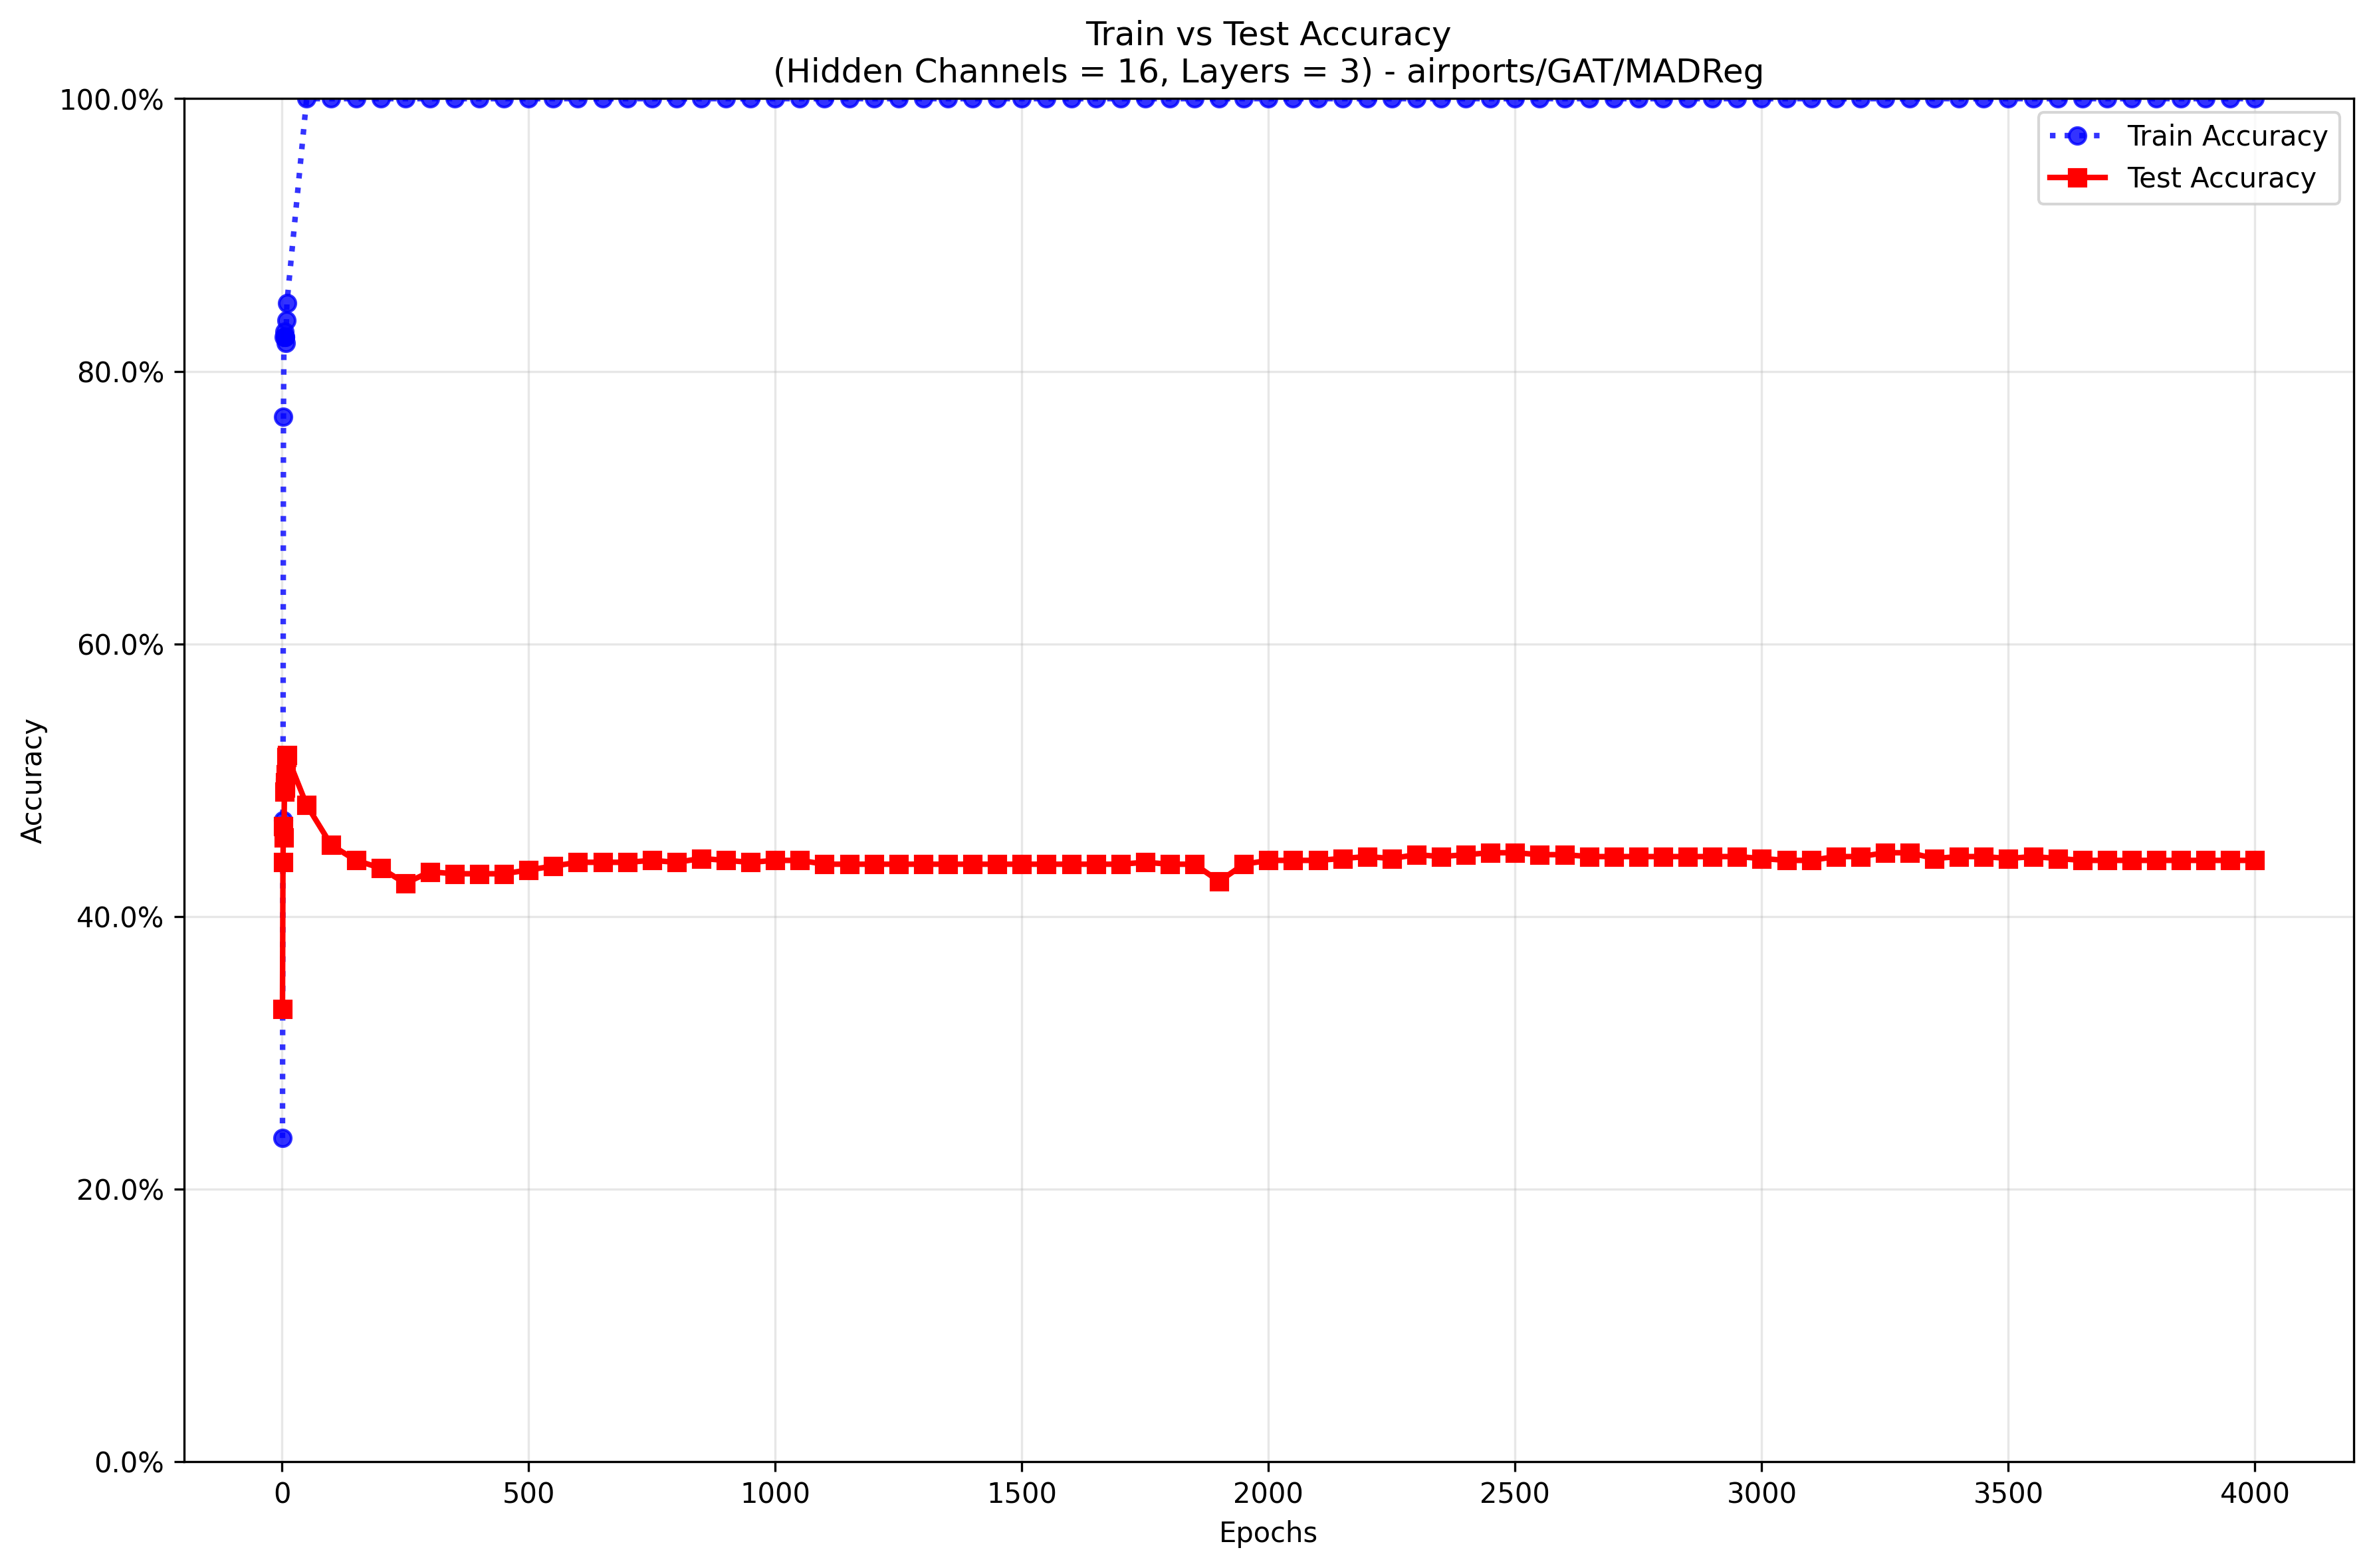 Train vs Test Accuracy
(Hidden Channels = 16, Layers = 3) - airports/GAT/MADReg
100.0%
80.0%
60.0%
40.0%
20.0%
0.0%
Accuracy
Train Accuracy
Test Accuracy
0 500 1000 1500 2000 2500 3000 3500 4000
Epochs